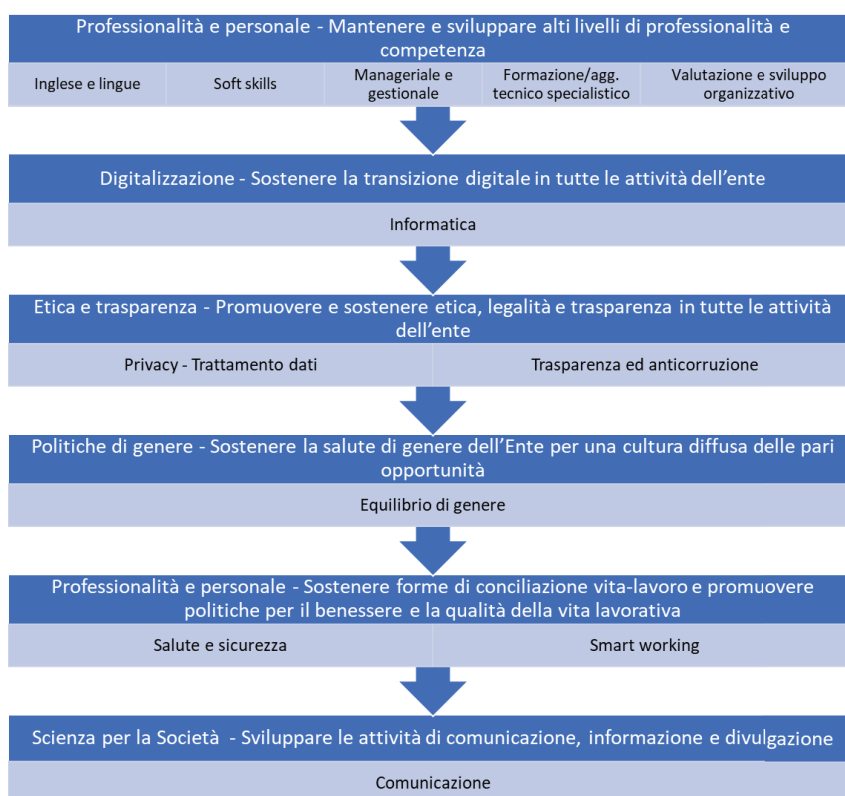 Professionalità e personale - Mantenere e sviluppare alti livelli di professionalità e
competenza
Inglese e lingue
Soft skills
Manageriale e
gestionale
Formazione/agg.
tecnico specialistico
Valutazione e sviluppo
organizzativo
Digitalizzazione - Sostenere la transizione digitale in tutte le attività dell'ente
Informatica
Etica e trasparenza - Promuovere e sostenere etica, legalità e trasparenza in tutte le attività
dell'ente
Privacy - Trattamento dati
Trasparenza ed anticorruzione
Politiche di genere - Sostenere la salute di genere dell'Ente per una cultura diffusa delle pari
opportunità
Equilibrio di genere
Professionalità e personale - Sostenere forme di conciliazione vita-lavoro e promuovere
politiche per il benessere e la qualità della vita lavorativa
Salute e sicurezza
Smart working
Scienza per la Società - Sviluppare le attività di comunicazione, informazione e divulgazione
Comunicazione